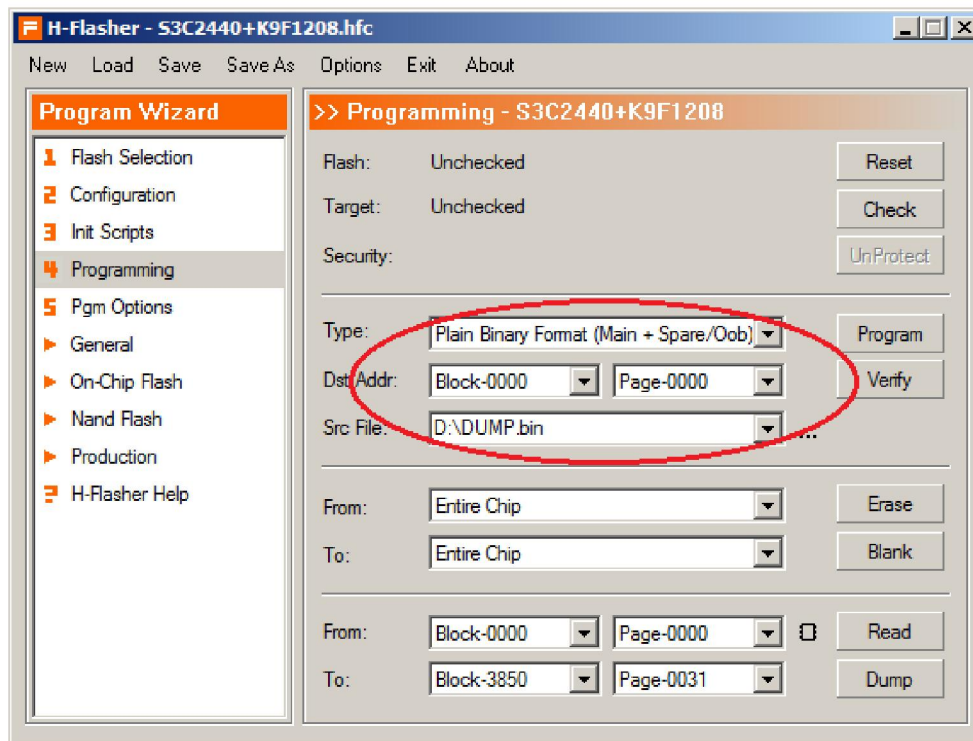 H-Flasher - S3C2440+K9F1208.hfc
New Load Save Save As Options Exit About
Program Wizard
1 Flash Selection
2 Configuration
3 Init Scripts
4 Programming
5 Pgm Options
General
On-Chip Flash
Nand Flash
Production
? H-Flasher Help
>> Programming - S3C2440+K9F1208
Flash: Unchecked Reset
Target: Unchecked Check
Security: UnProtect
Type: Plain Binary Format (Main + Spare/Oob) Program
Dst Addr: Block-0000 Page-0000 Verify
Src File: D:\DUMP.bin ...
From: Entire Chip Erase
To: Entire Chip Blank
From: Block-0000 Page-0000 Read
To: Block-3850 Page-0031 Dump